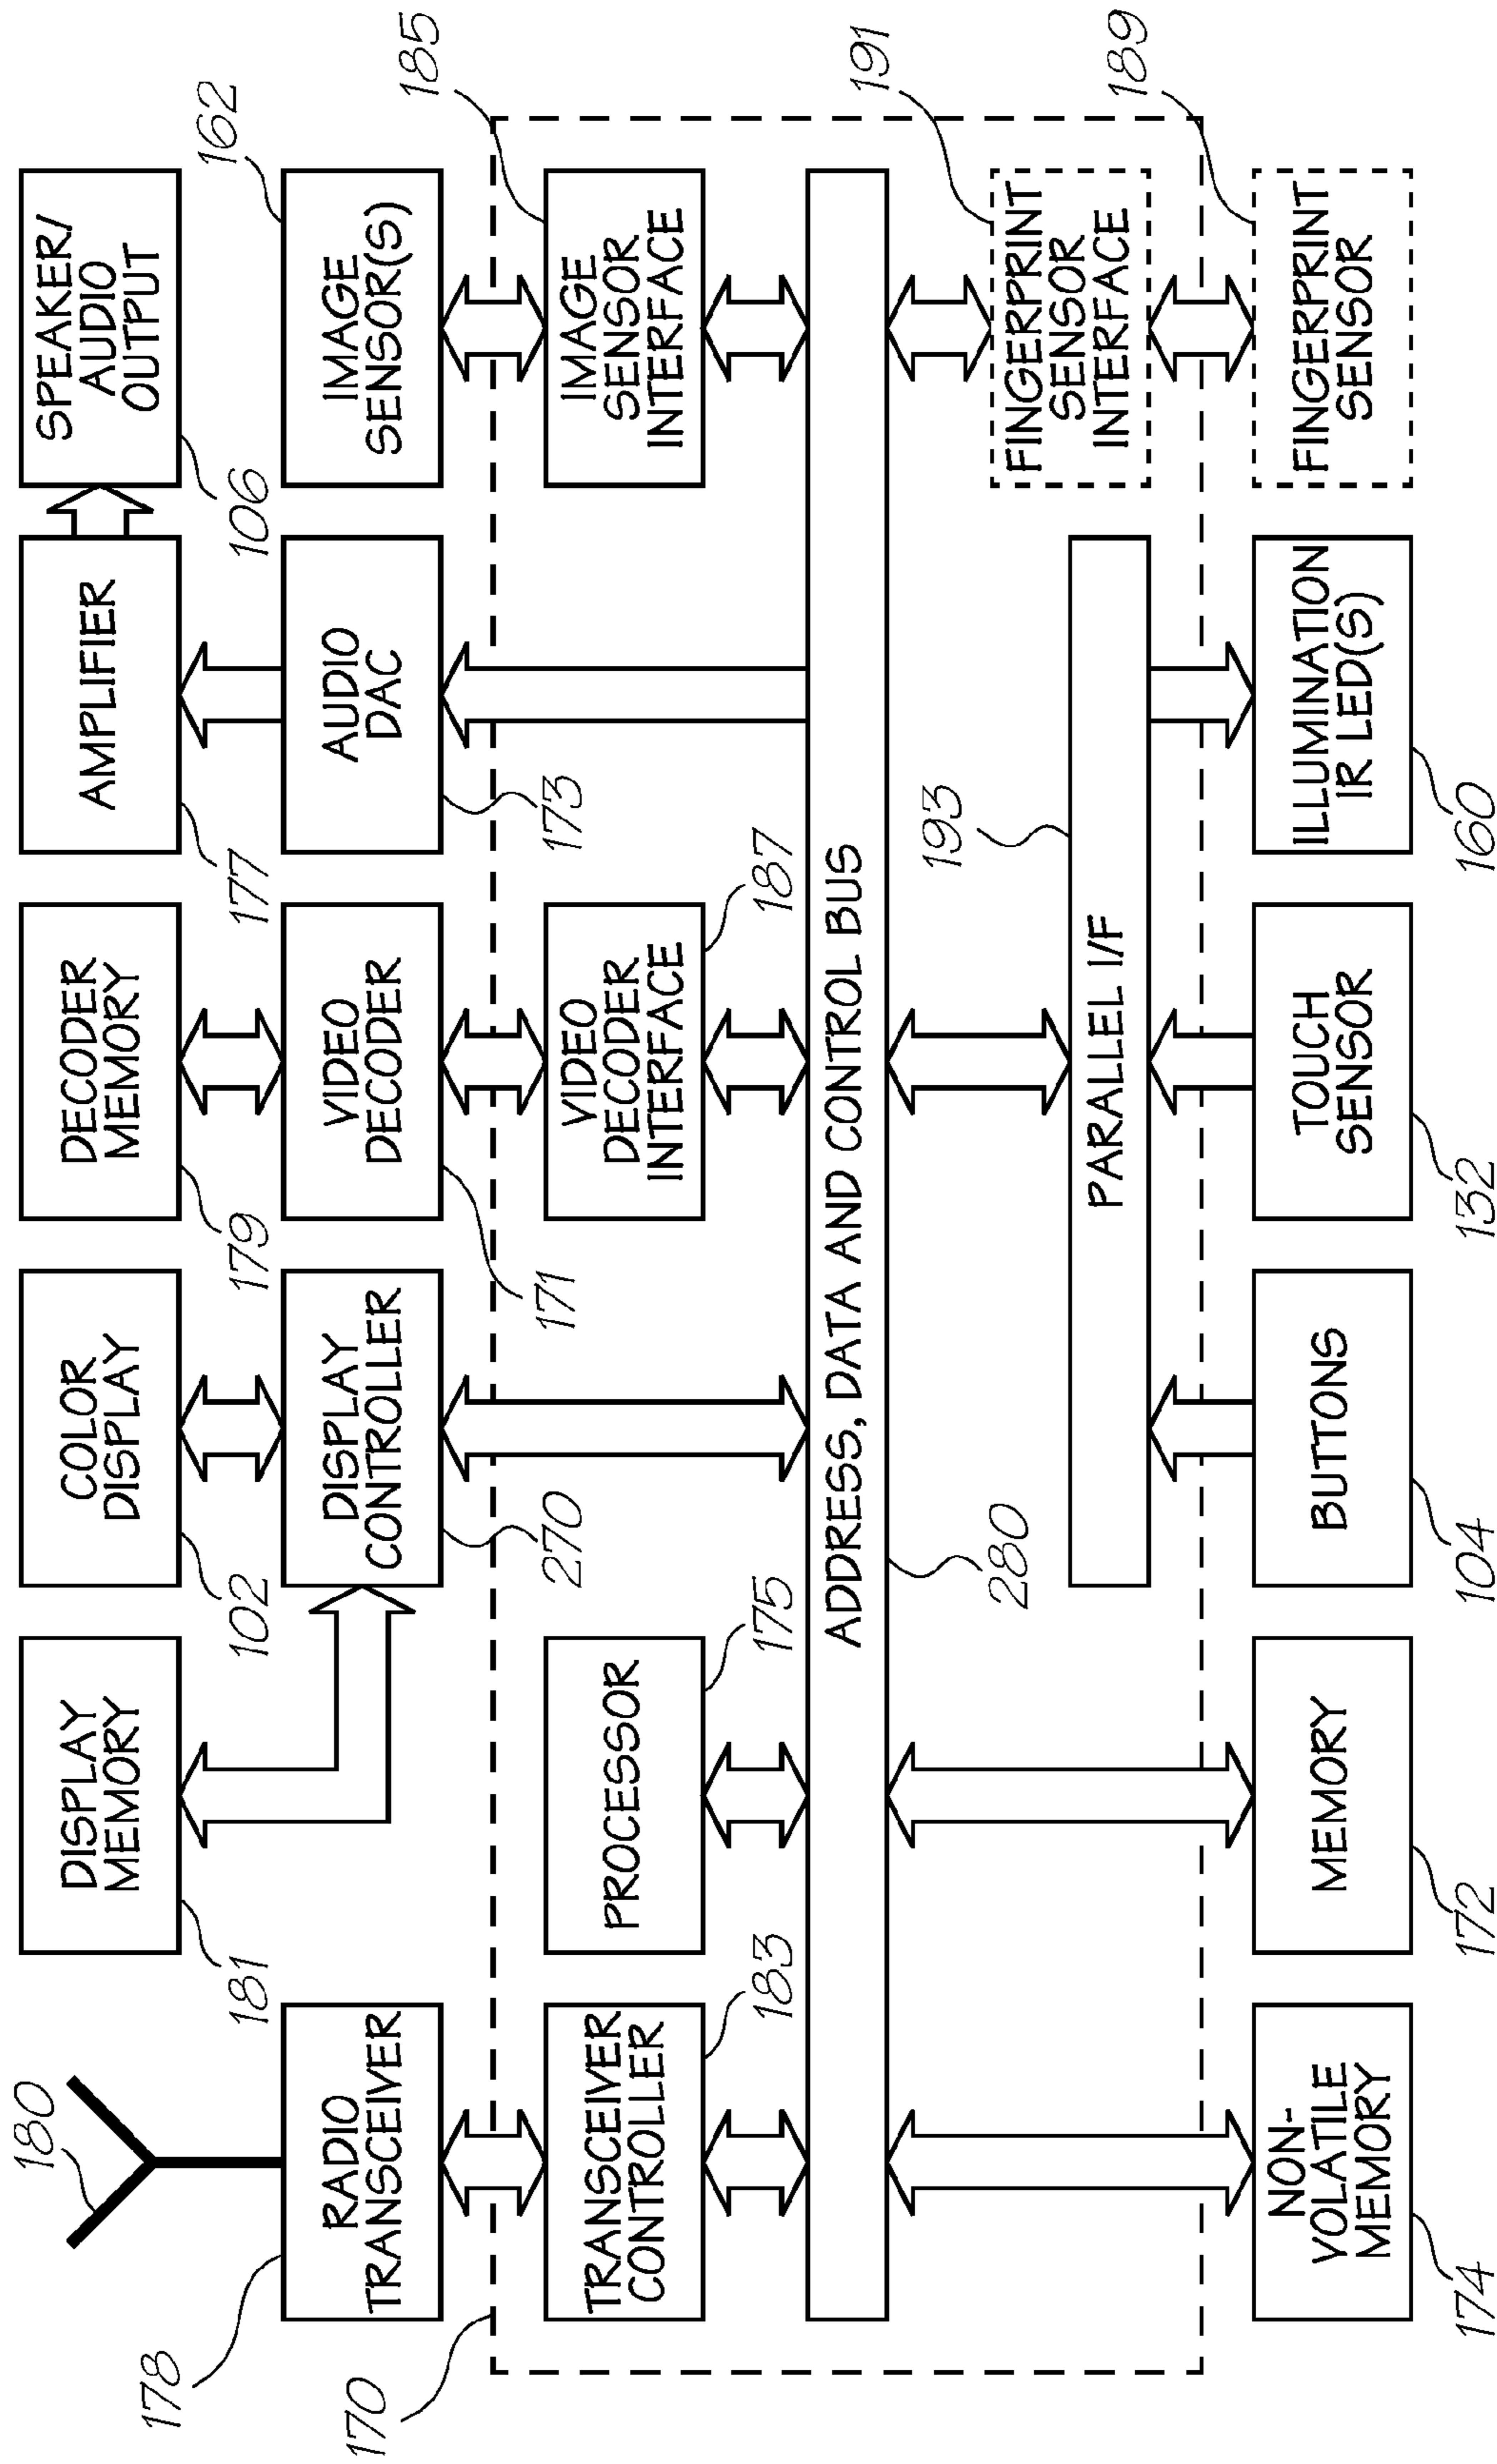 180
DISPLAY
MEMORY
181
COLOR
DISPLAY
102
DECODER
MEMORY
179
AMPLIFIER
177
SPEAKER/
AUDIO
OUTPUT
106
178
RADIO
TRANSCEIVER
DISPLAY
CONTROLLER
270
VIDEO
DECODER
171
AUDIO
DAC
173
IMAGE
SENSOR(S)
162
170
TRANSCEIVER
CONTROLLER
183
PROCESSOR
175
VIDEO
DECODER
INTERFACE
187
IMAGE
SENSOR
INTERFACE
185
ADDRESS, DATA AND CONTROL BUS
280
193
PARALLEL I/F
FINGERPRINT
SENSOR
INTERFACE
191
NON-
VOLATILE
MEMORY
174
MEMORY
172
BUTTONS
104
TOUCH
SENSOR
132
ILLUMINATION
IR LED(S)
160
FINGERPRINT
SENSOR
189